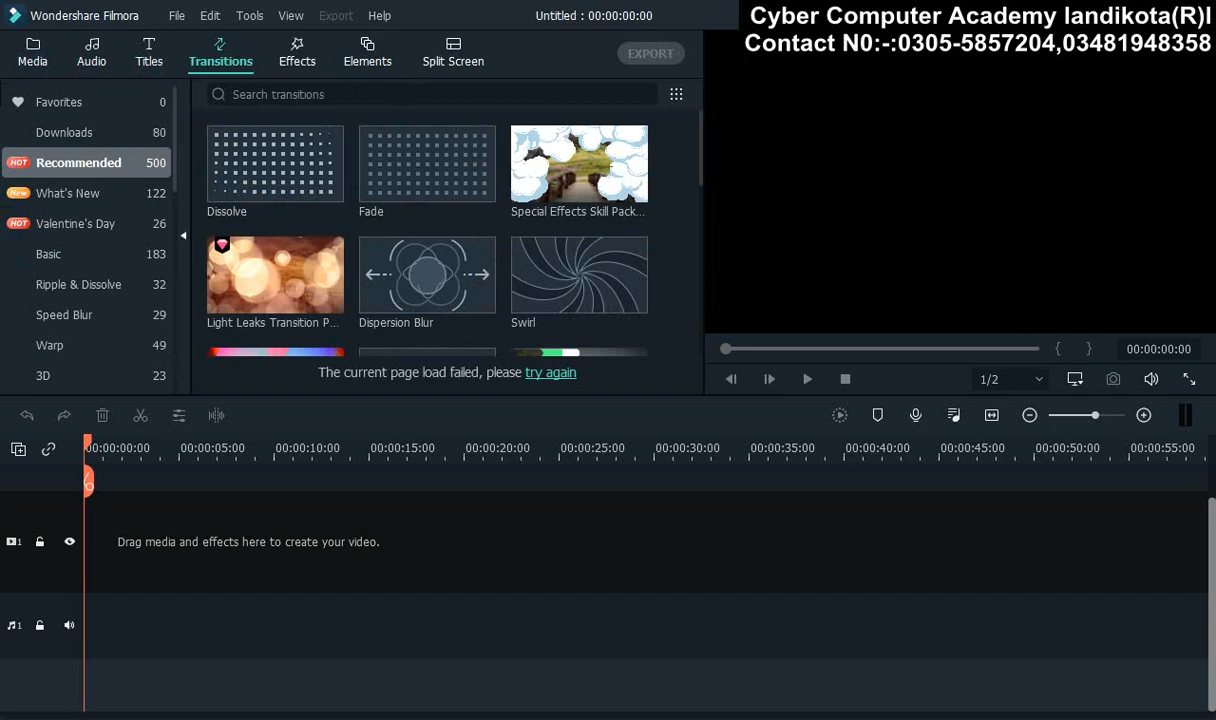 Wondershare Filmora File Edit Tools View Export Help Untitled : 00:00:00:00
Cyber Computer Academy landikota(R)I
Contact N0:-:0305-5857204,03481948358
Media Audio Titles Transitions Effects Elements Split Screen EXPORT
Search transitions
Favorites 0
Downloads 80
HOT Recommended 500
New What's New 122
HOT Valentine's Day 26
Basic 183
Ripple & Dissolve 32
Speed Blur 29
Warp 49
3D 23
Dissolve Fade Special Effects Skill Pack...
Light Leaks Transition P... Dispersion Blur Swirl
The current page load failed, please try again
{ } 00:00:00:00
1/2
00:00:00:00 00:00:05:00 00:00:10:00 00:00:15:00 00:00:20:00 00:00:25:00 00:00:30:00 00:00:35:00 00:00:40:00 00:00:45:00 00:00:50:00 00:00:55:00
1 Drag media and effects here to create your video.
1